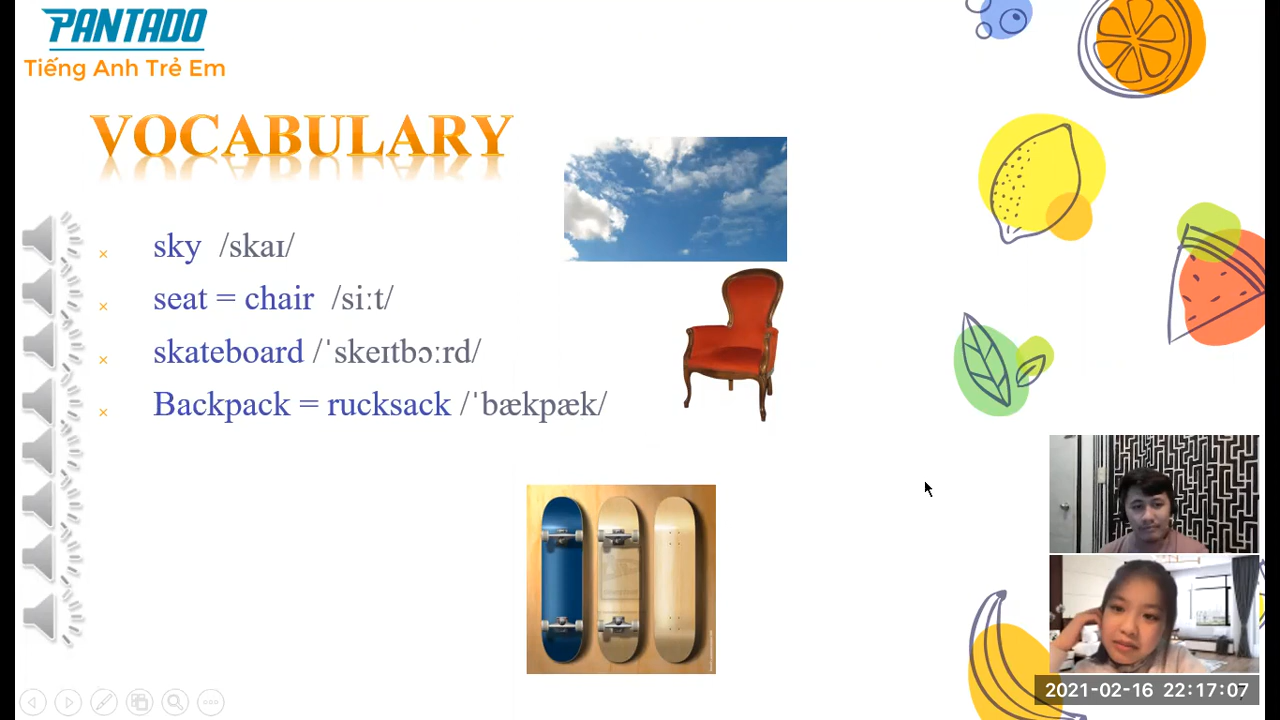 PANTADO
Tiếng Anh Trẻ Em
VOCABULARY
sky /skaɪ/
seat = chair /siːt/
skateboard /ˈskeɪtbɔːrd/
Backpack = rucksack /ˈbækpæk/
2021-02-16 22:17:07